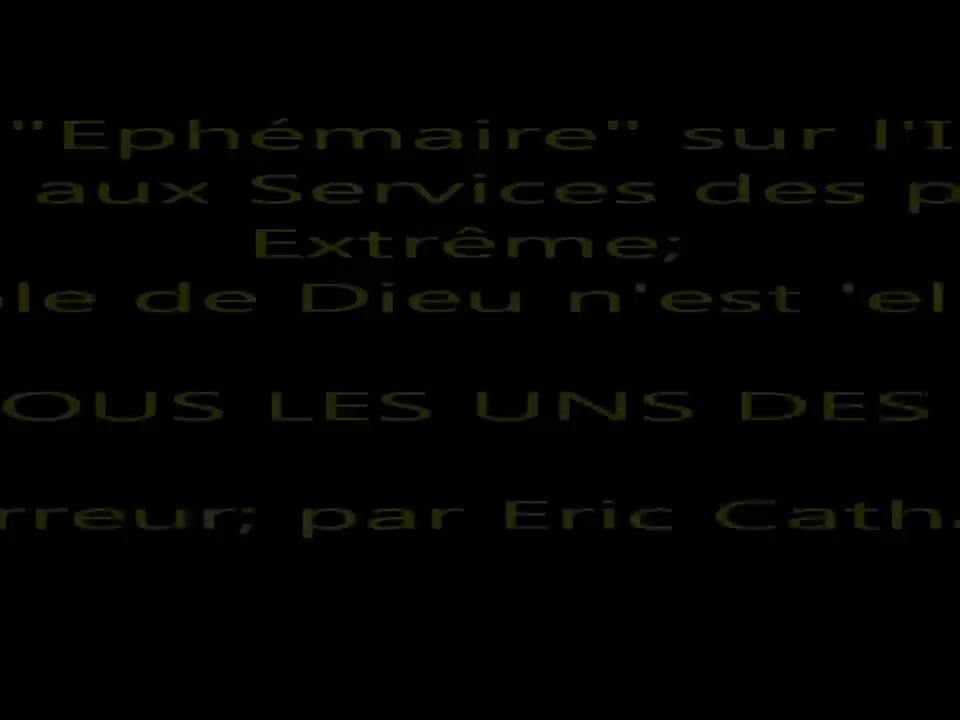 "Ephémaire" sur l'I
aux Services des p
Extrême;
le de Dieu n'est 'el
OUS LES UNS DES
rreur; par Eric Cath